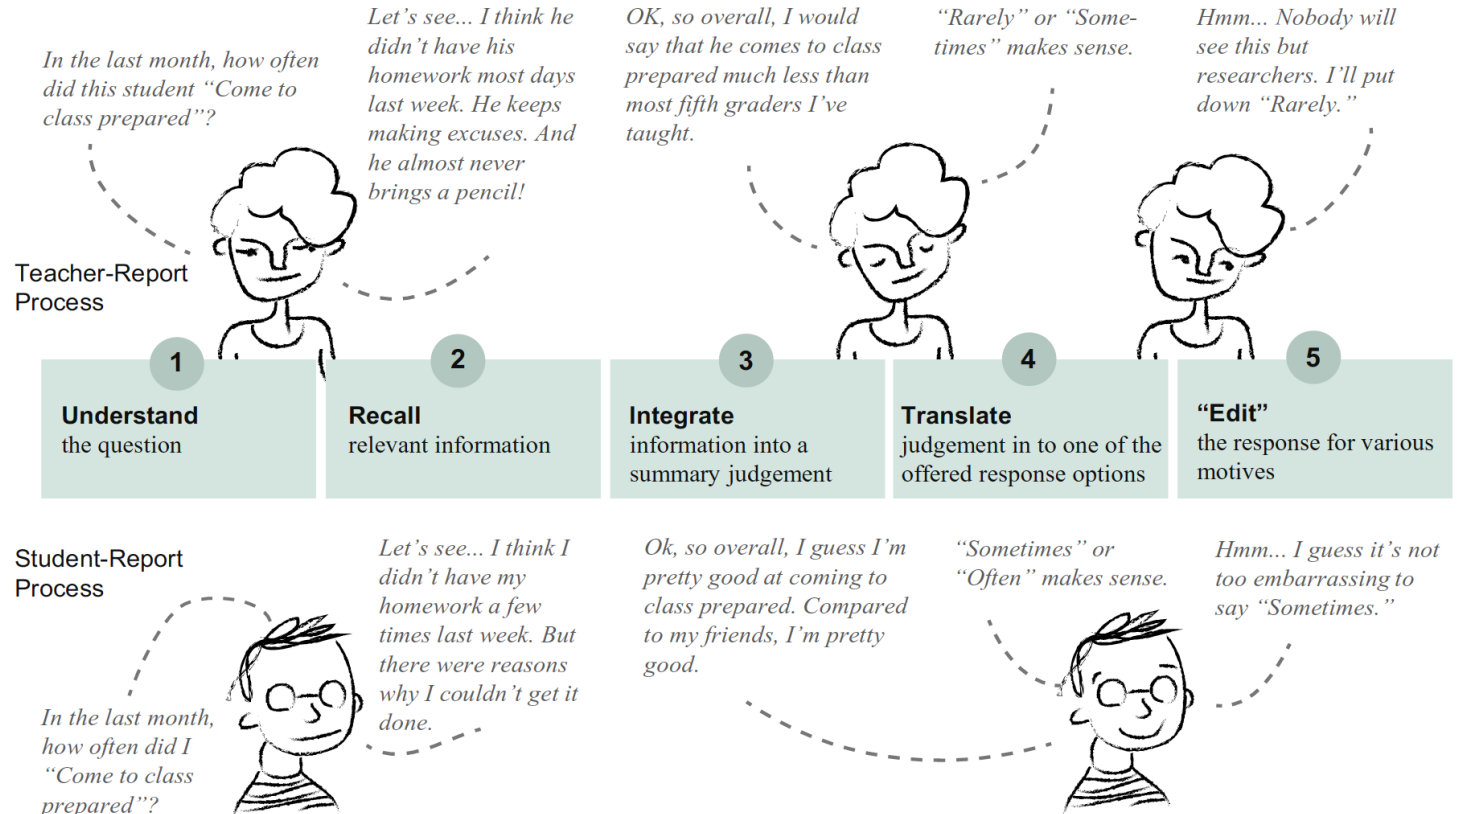 In the last month, how often
did this student “Come to
class prepared”?
Let’s see... I think he
didn’t have his
homework most days
last week. He keeps
making excuses. And
he almost never
brings a pencil!
OK, so overall, I would
say that he comes to class
prepared much less than
most fifth graders I’ve
taught.
“Rarely” or “Some-
times” makes sense.
Hmm... Nobody will
see this but
researchers. I’ll put
down “Rarely.”
Teacher-Report
Process
1
Understand
the question
2
Recall
relevant information
3
Integrate
information into a
summary judgement
4
Translate
judgement in to one of the
offered response options
5
“Edit”
the response for various
motives
Student-Report
Process
In the last month,
how often did I
“Come to class
prepared”?
Let’s see... I think I
didn’t have my
homework a few
times last week. But
there were reasons
why I couldn’t get it
done.
Ok, so overall, I guess I’m
pretty good at coming to
class prepared. Compared
to my friends, I’m pretty
good.
“Sometimes” or
“Often” makes sense.
Hmm... I guess it’s not
too embarrassing to
say “Sometimes.”